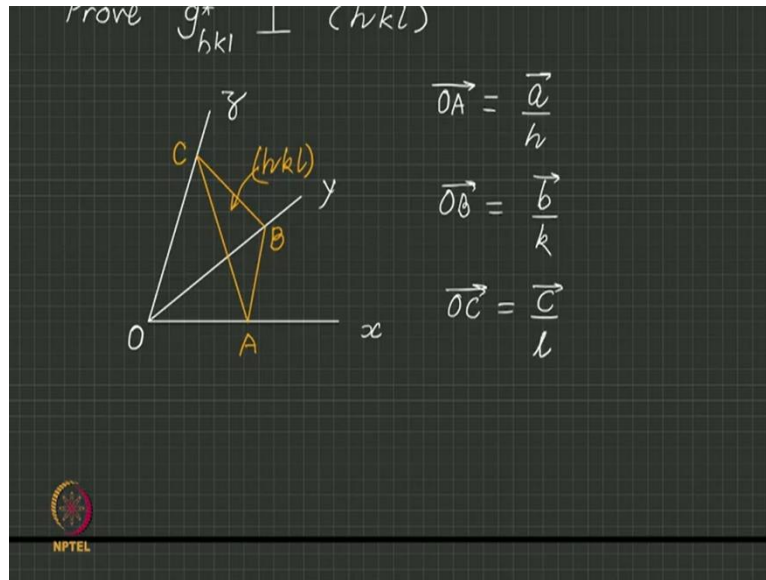 Prove g*hkl ⊥ (hkl)
z
C
(hkl)
y
B
O
A
x
OA = a/h
OB = b/k
OC = c/l
NPTEL